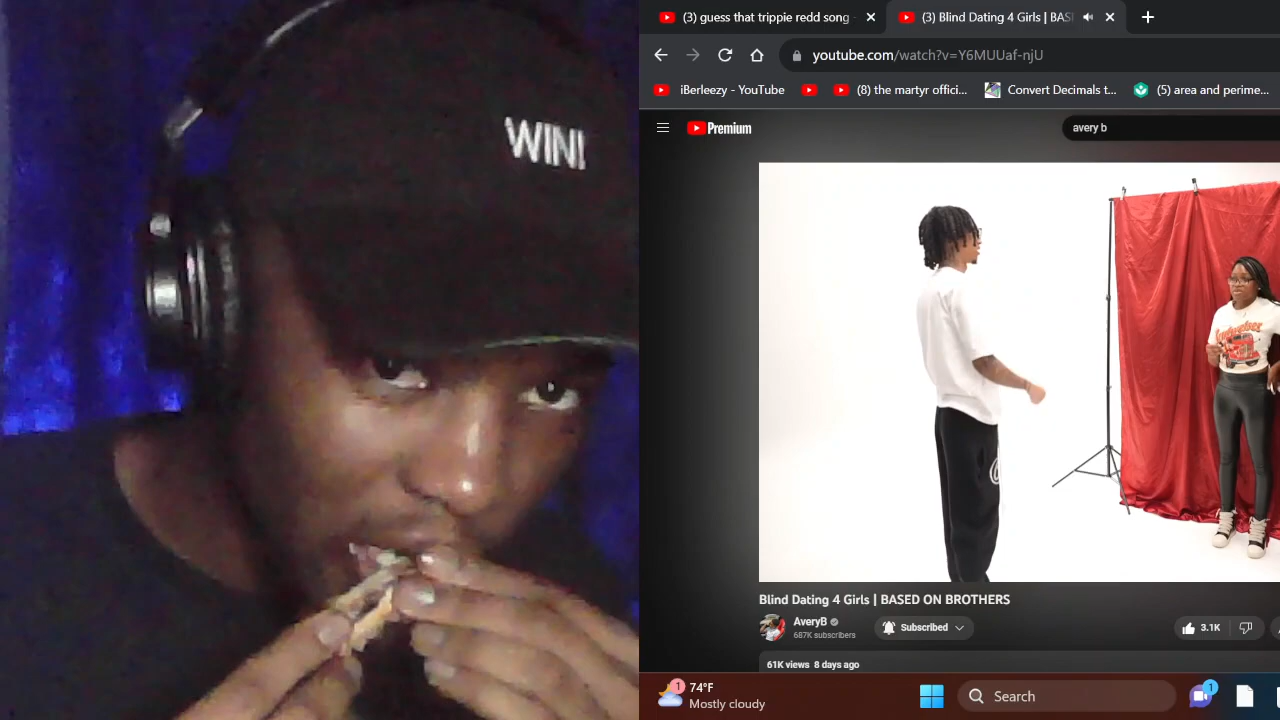 WIN!
(3) guess that trippie redd song -
(3) Blind Dating 4 Girls | BAS
youtube.com/watch?v=Y6MUUaf-njU
iBerleezy - YouTube
(8) the martyr offici...
Convert Decimals t...
(5) area and perime...
Premium
avery b
Blind Dating 4 Girls | BASED ON BROTHERS
AveryB
687K subscribers
Subscribed
3.1K
61K views 8 days ago
1
74°F
Mostly cloudy
Search
1